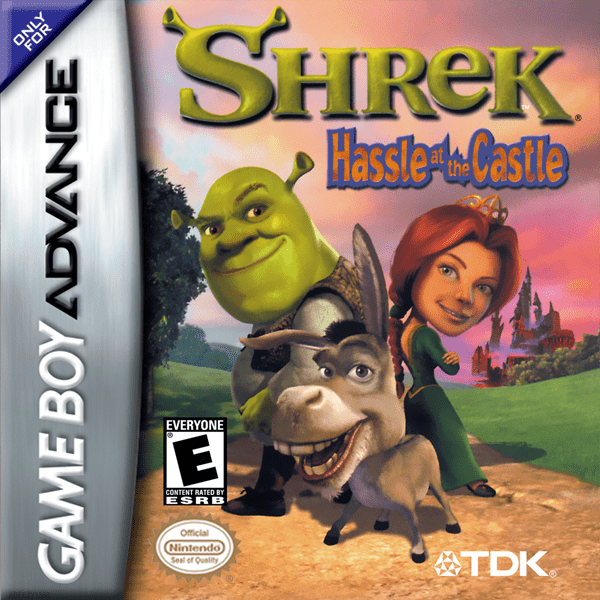 ONLY
FOR
GAME BOY ADVANCE
SHREK
™
®
Hassle at the Castle
EVERYONE
E
®
CONTENT RATED BY
ESRB
Official
Nintendo
Seal of Quality
®
TDK®